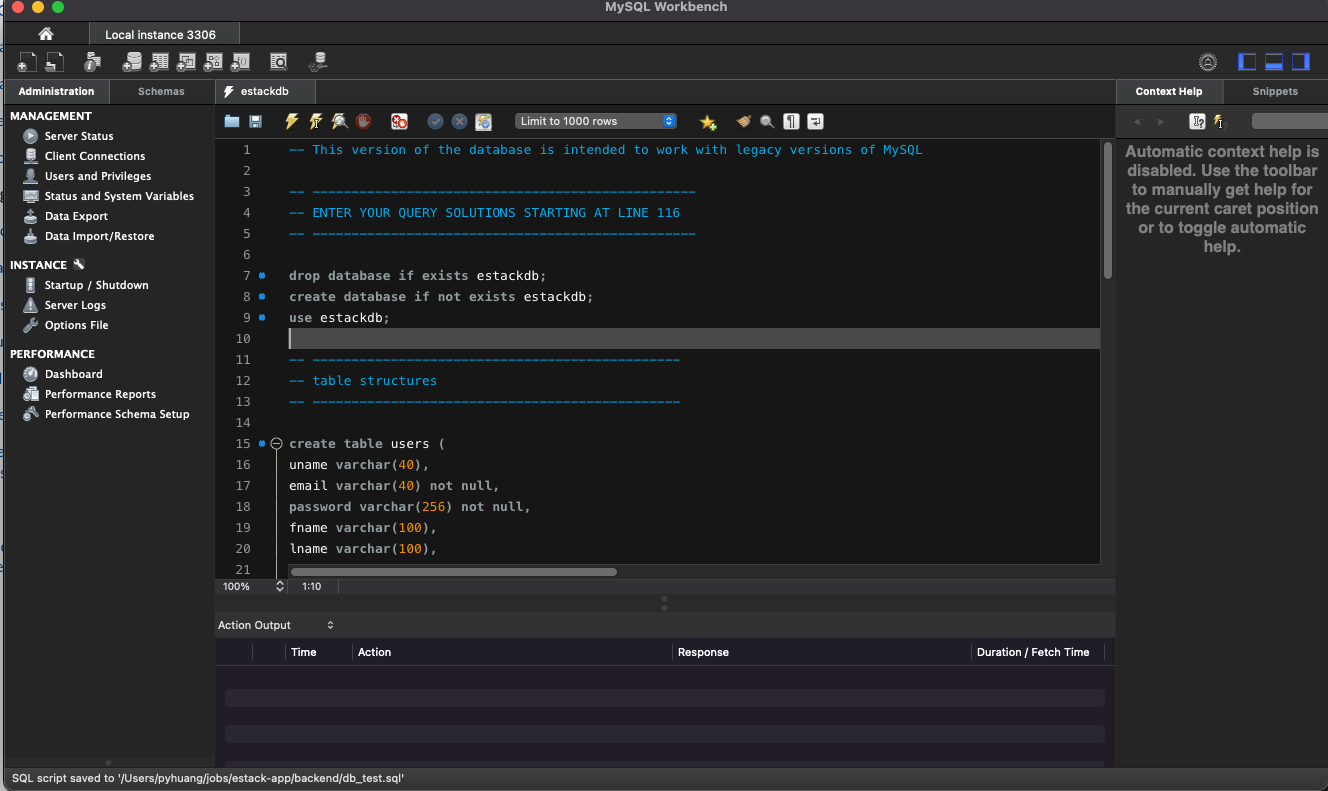 MySQL Workbench
Local instance 3306
Administration
Schemas
estackdb
Context Help
Snippets
MANAGEMENT
Server Status
Client Connections
Users and Privileges
Status and System Variables
Data Export
Data Import/Restore
INSTANCE
Startup / Shutdown
Server Logs
Options File
PERFORMANCE
Dashboard
Performance Reports
Performance Schema Setup
Limit to 1000 rows
1 -- This version of the database is intended to work with legacy versions of MySQL
2
3 -- -------------------------------------------------
4 -- ENTER YOUR QUERY SOLUTIONS STARTING AT LINE 116
5 -- -------------------------------------------------
6
7 drop database if exists estackdb;
8 create database if not exists estackdb;
9 use estackdb;
10
11 -- -----------------------------------------------
12 -- table structures
13 -- -----------------------------------------------
14
15 create table users (
16 uname varchar(40),
17 email varchar(40) not null,
18 password varchar(256) not null,
19 fname varchar(100),
20 lname varchar(100),
21
100%
1:10
Automatic context help is
disabled. Use the toolbar
to manually get help for
the current caret position
or to toggle automatic
help.
Action Output
Time
Action
Response
Duration / Fetch Time
SQL script saved to '/Users/pyhuang/jobs/estack-app/backend/db_test.sql'